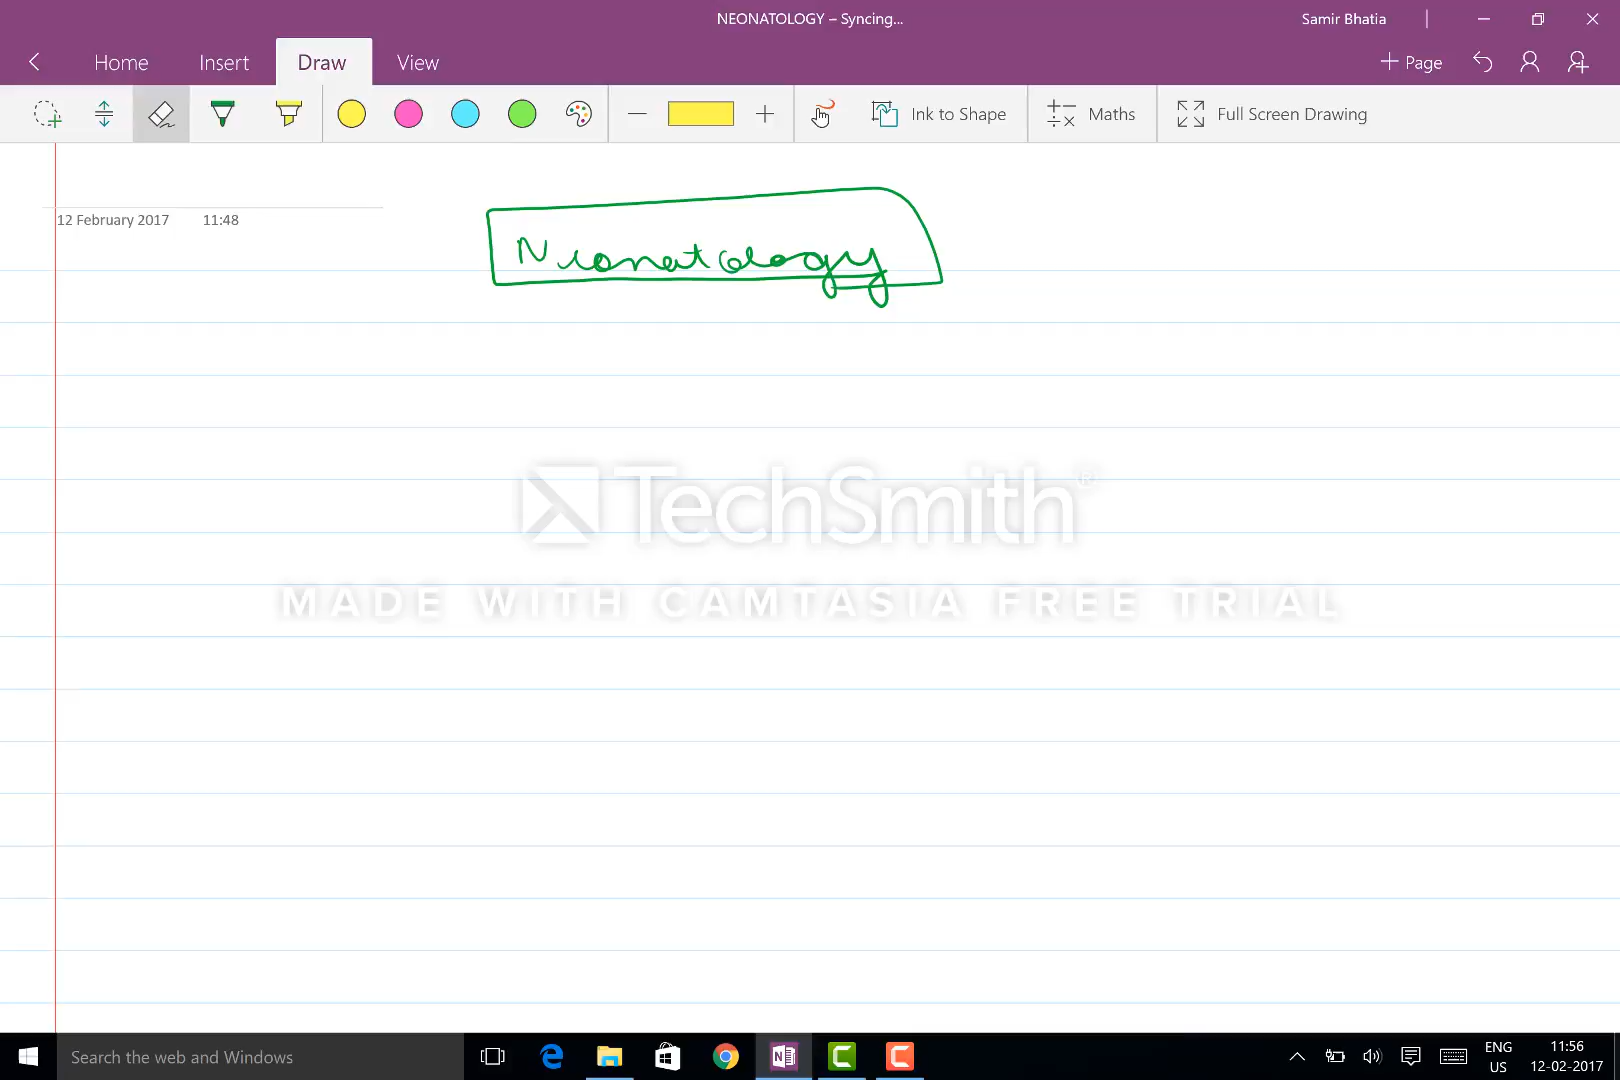 NEONATOLOGY – Syncing...
Samir Bhatia
Home Insert Draw View
Page
Ink to Shape Maths Full Screen Drawing
12 February 2017 11:48
Neonatology
TechSmith®
MADE WITH CAMTASIA FREE TRIAL
Search the web and Windows
ENG
US
11:56
12-02-2017